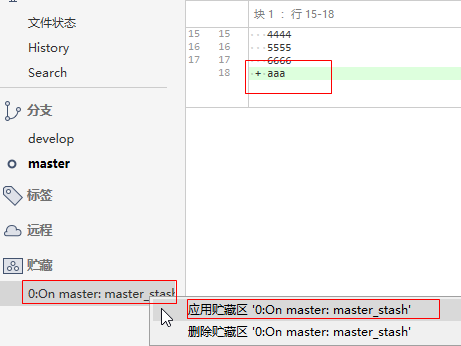 文件状态
History
Search
分支
develop
master
标签
远程
贮藏
0:On master: master_stash
块 1 : 行 15-18
15 15 4444
16 16 5555
17 17 6666
18 + aaa
应用贮藏区 '0:On master: master_stash'
删除贮藏区 '0:On master: master_stash'